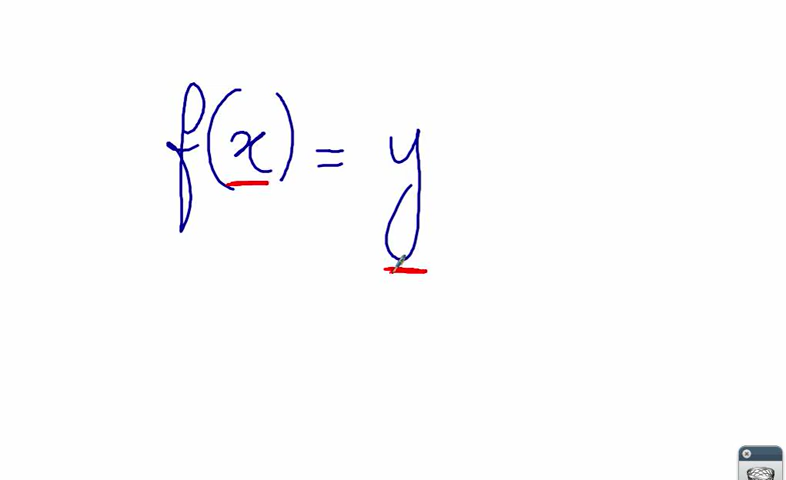 f(x) = y